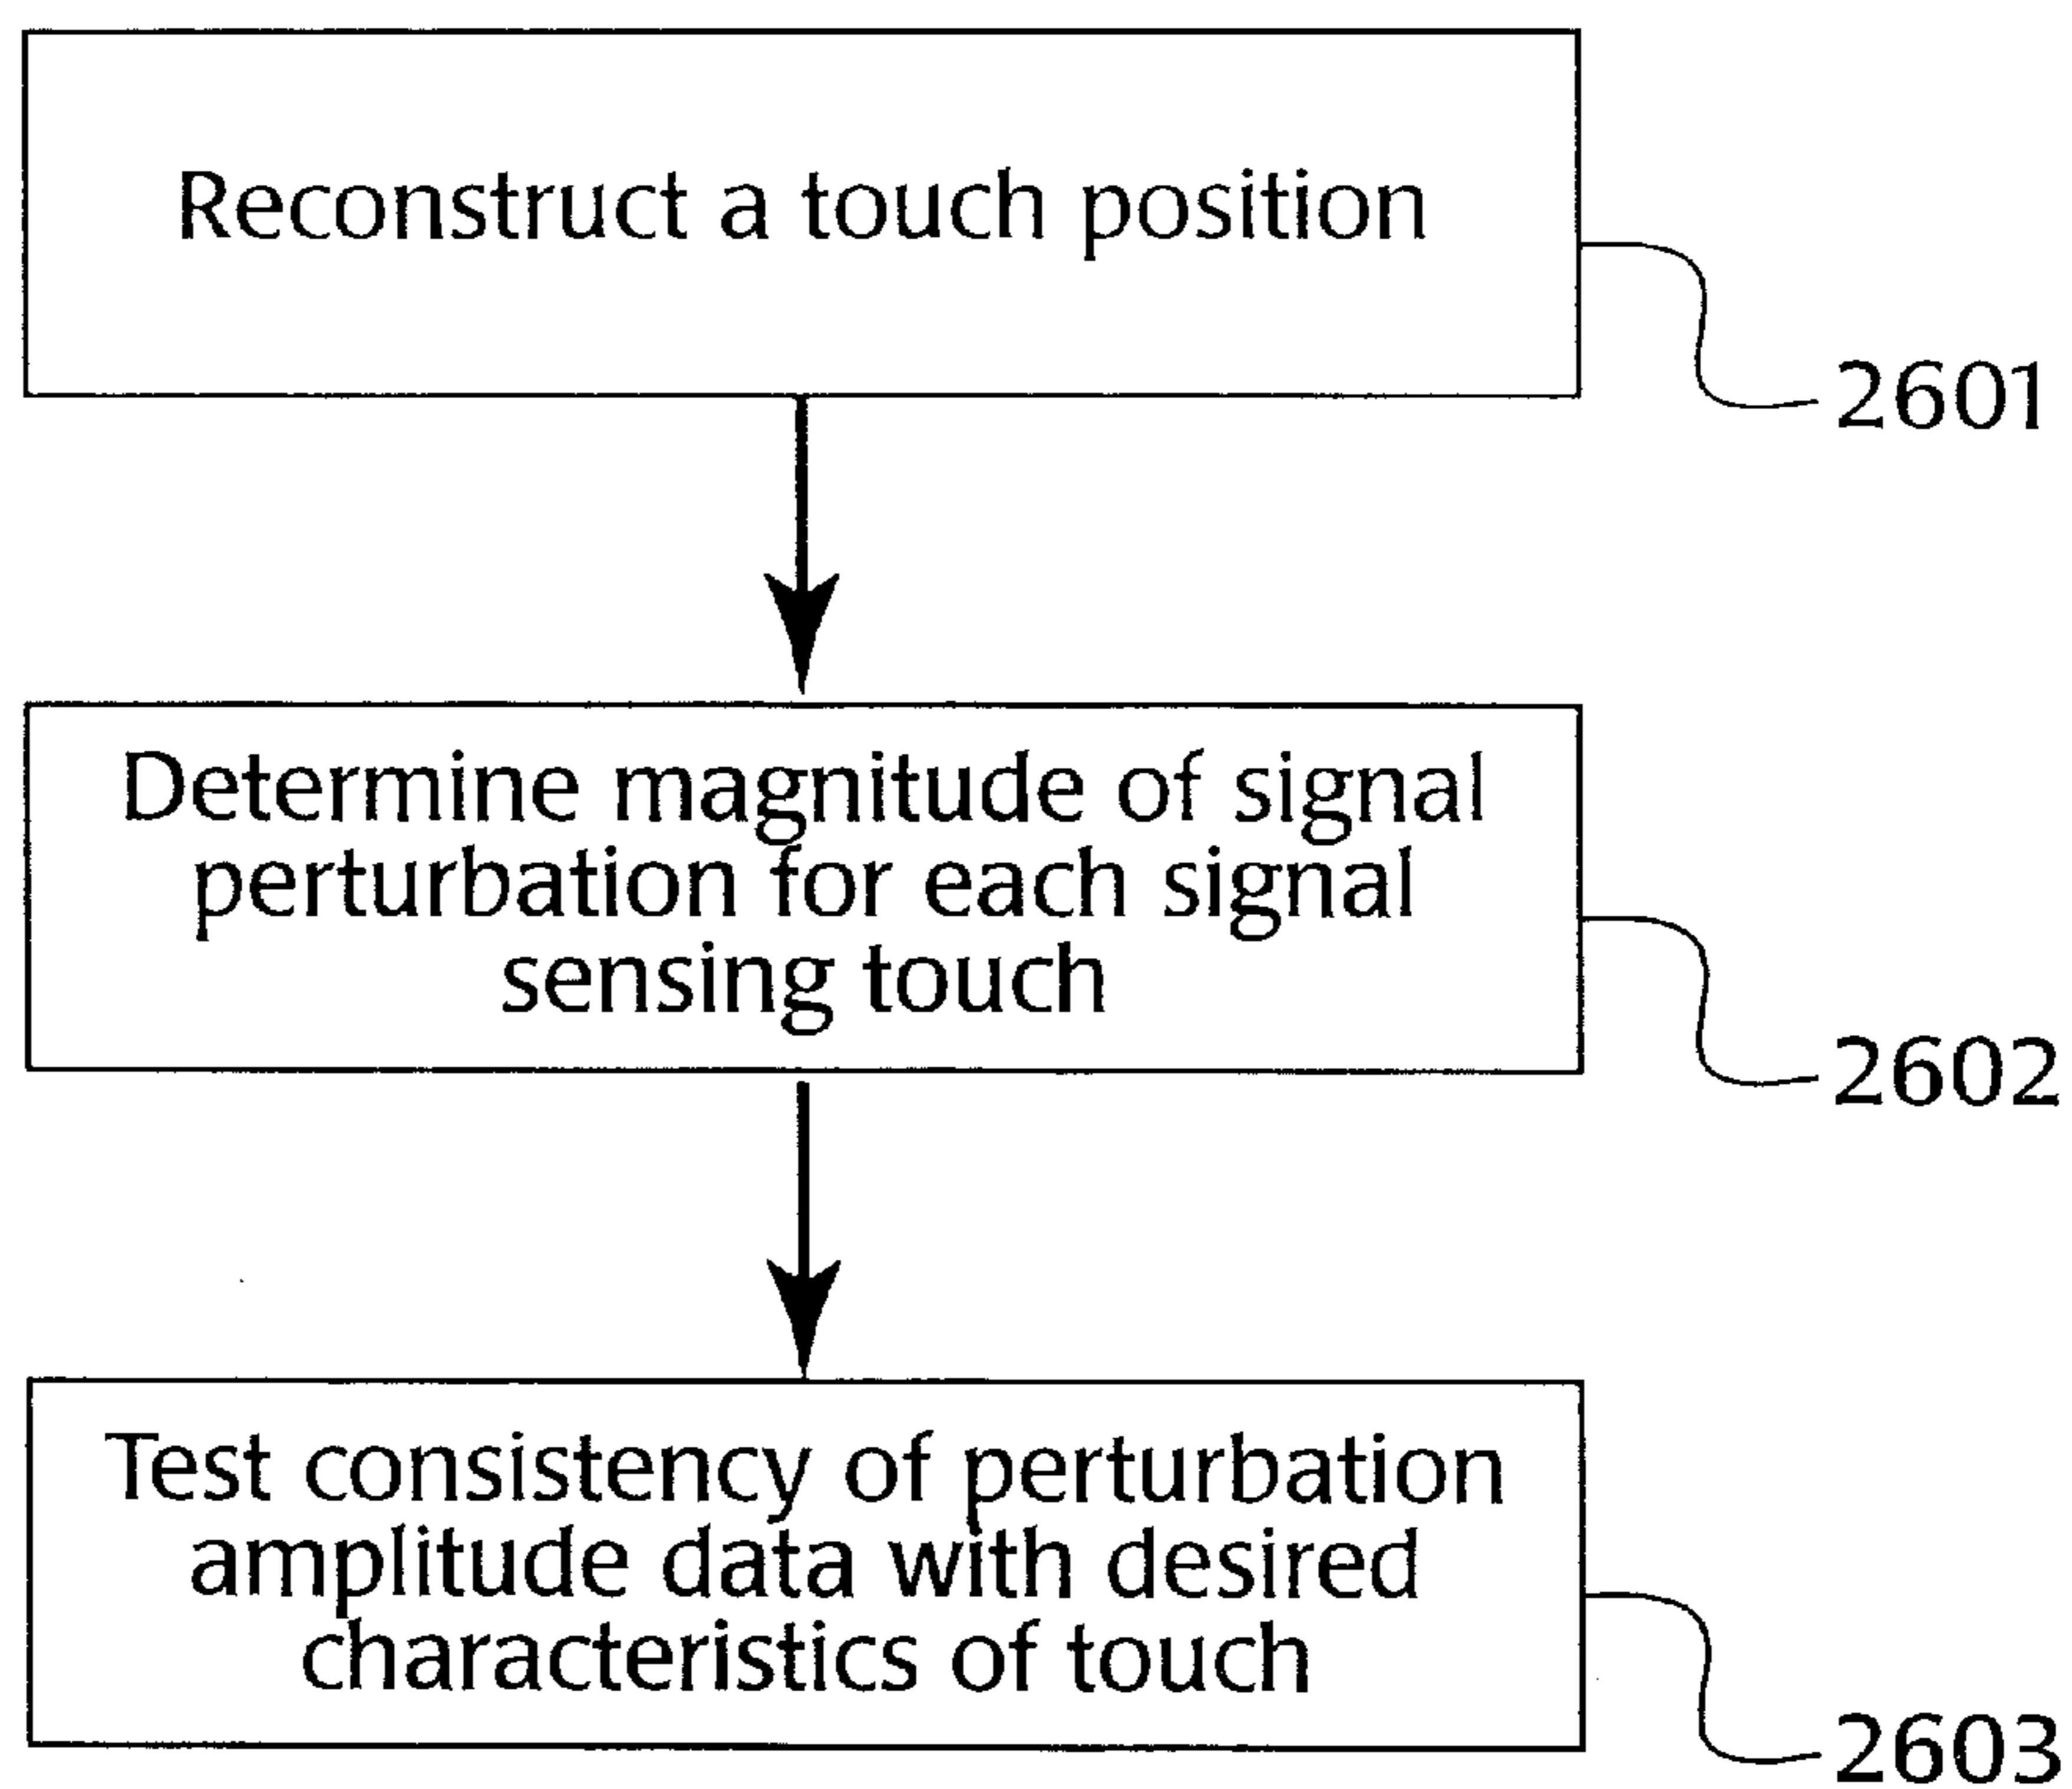 Reconstruct a touch position
2601
Determine magnitude of signal
perturbation for each signal
sensing touch
2602
Test consistency of perturbation
amplitude data with desired
characteristics of touch
2603